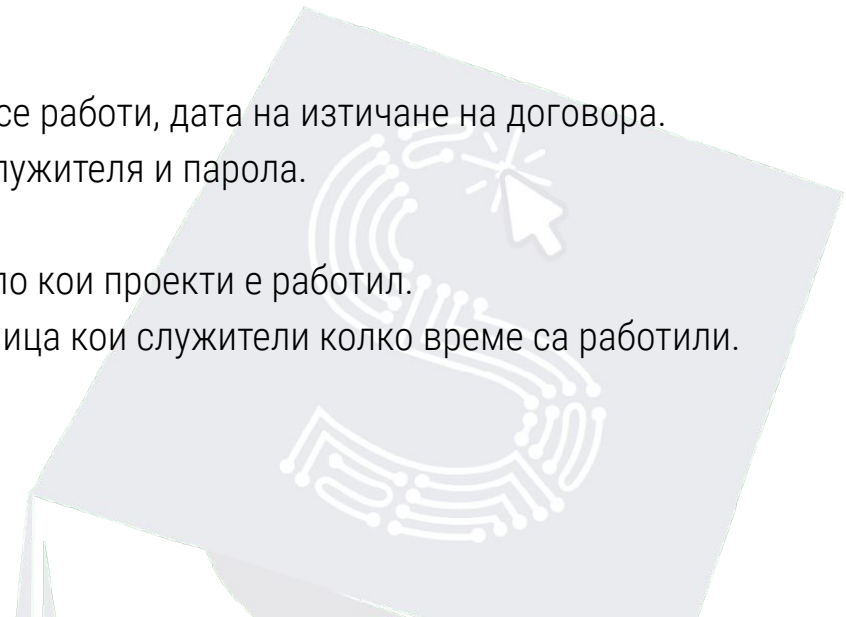 се работи, дата на изтичане на договора.
лужителя и парола.
по кои проекти е работил.
ица кои служители колко време са работили.